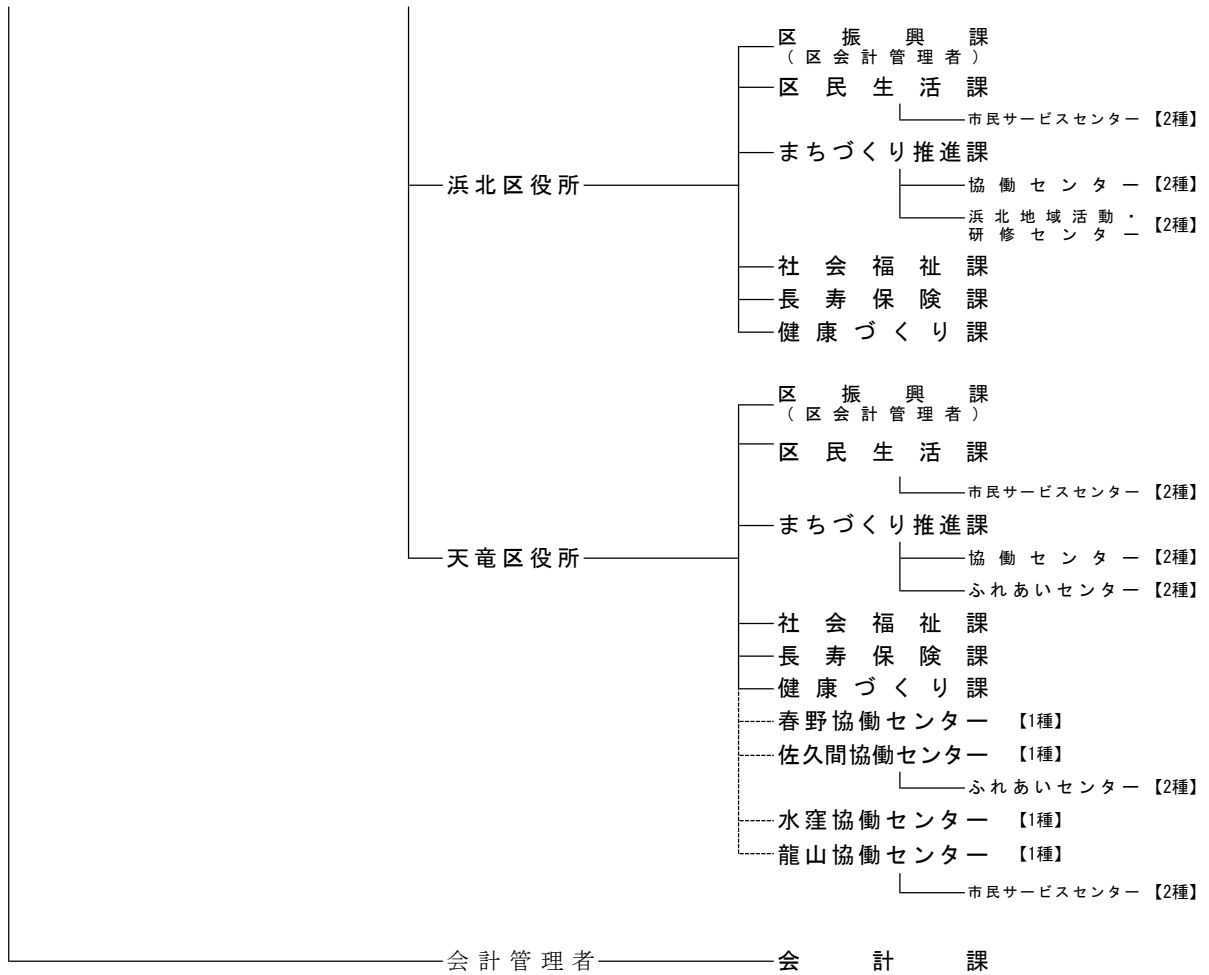 区振興課
（区会計管理者）
区民生活課
市民サービスセンター【2種】
まちづくり推進課
浜北区役所
協働センター【2種】
浜北地域活動・
研修センター【2種】
社会福祉課
長寿保険課
健康づくり課
区振興課
（区会計管理者）
区民生活課
市民サービスセンター【2種】
まちづくり推進課
天竜区役所
協働センター【2種】
ふれあいセンター【2種】
社会福祉課
長寿保険課
健康づくり課
春野協働センター【1種】
佐久間協働センター【1種】
ふれあいセンター【2種】
水窪協働センター【1種】
龍山協働センター【1種】
市民サービスセンター【2種】
会計管理者 会計課